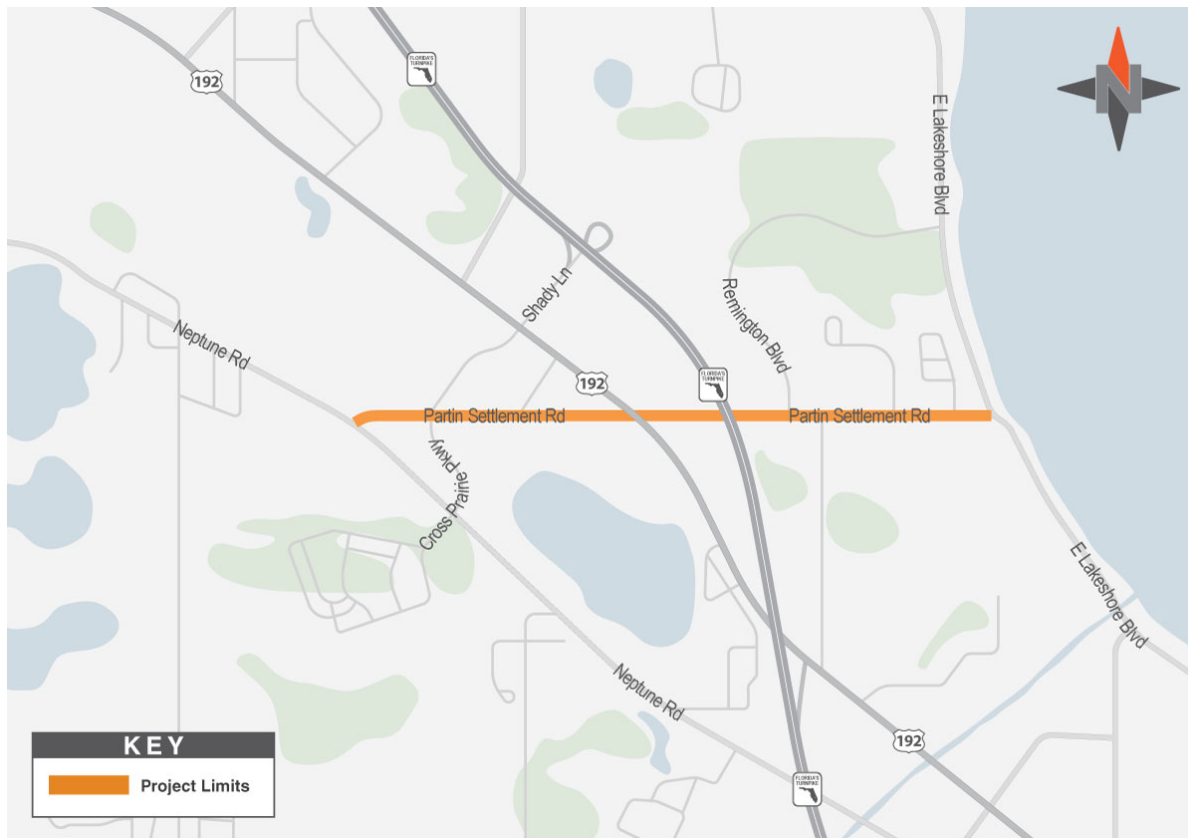 FLORIDA'S
TURNPIKE
192
N
E Lakeshore Blvd
Shady Ln
Remington Blvd
Neptune Rd
192
FLORIDA'S
TURNPIKE
Partin Settlement Rd
Partin Settlement Rd
Cross Prairie Pkwy
E Lakeshore Blvd
Neptune Rd
192
FLORIDA'S
TURNPIKE
KEY
Project Limits